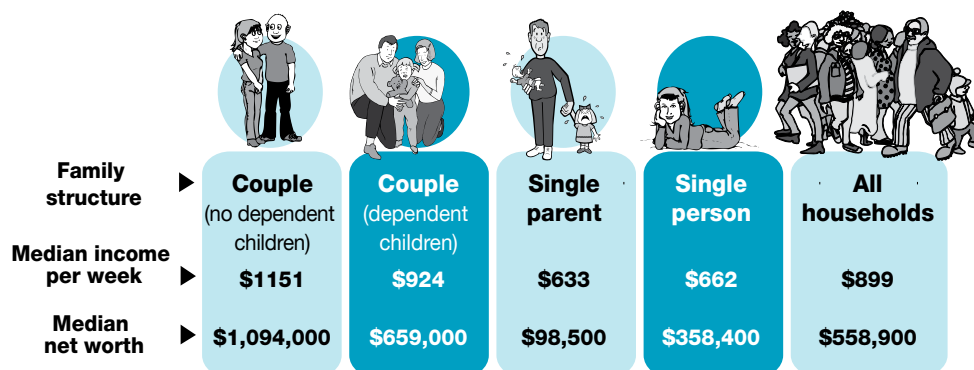 Family structure ▶ Couple (no dependent children) Couple (dependent children) Single parent Single person All households
Median income per week ▶ $1151 $924 $633 $662 $899
Median net worth ▶ $1,094,000 $659,000 $98,500 $358,400 $558,900